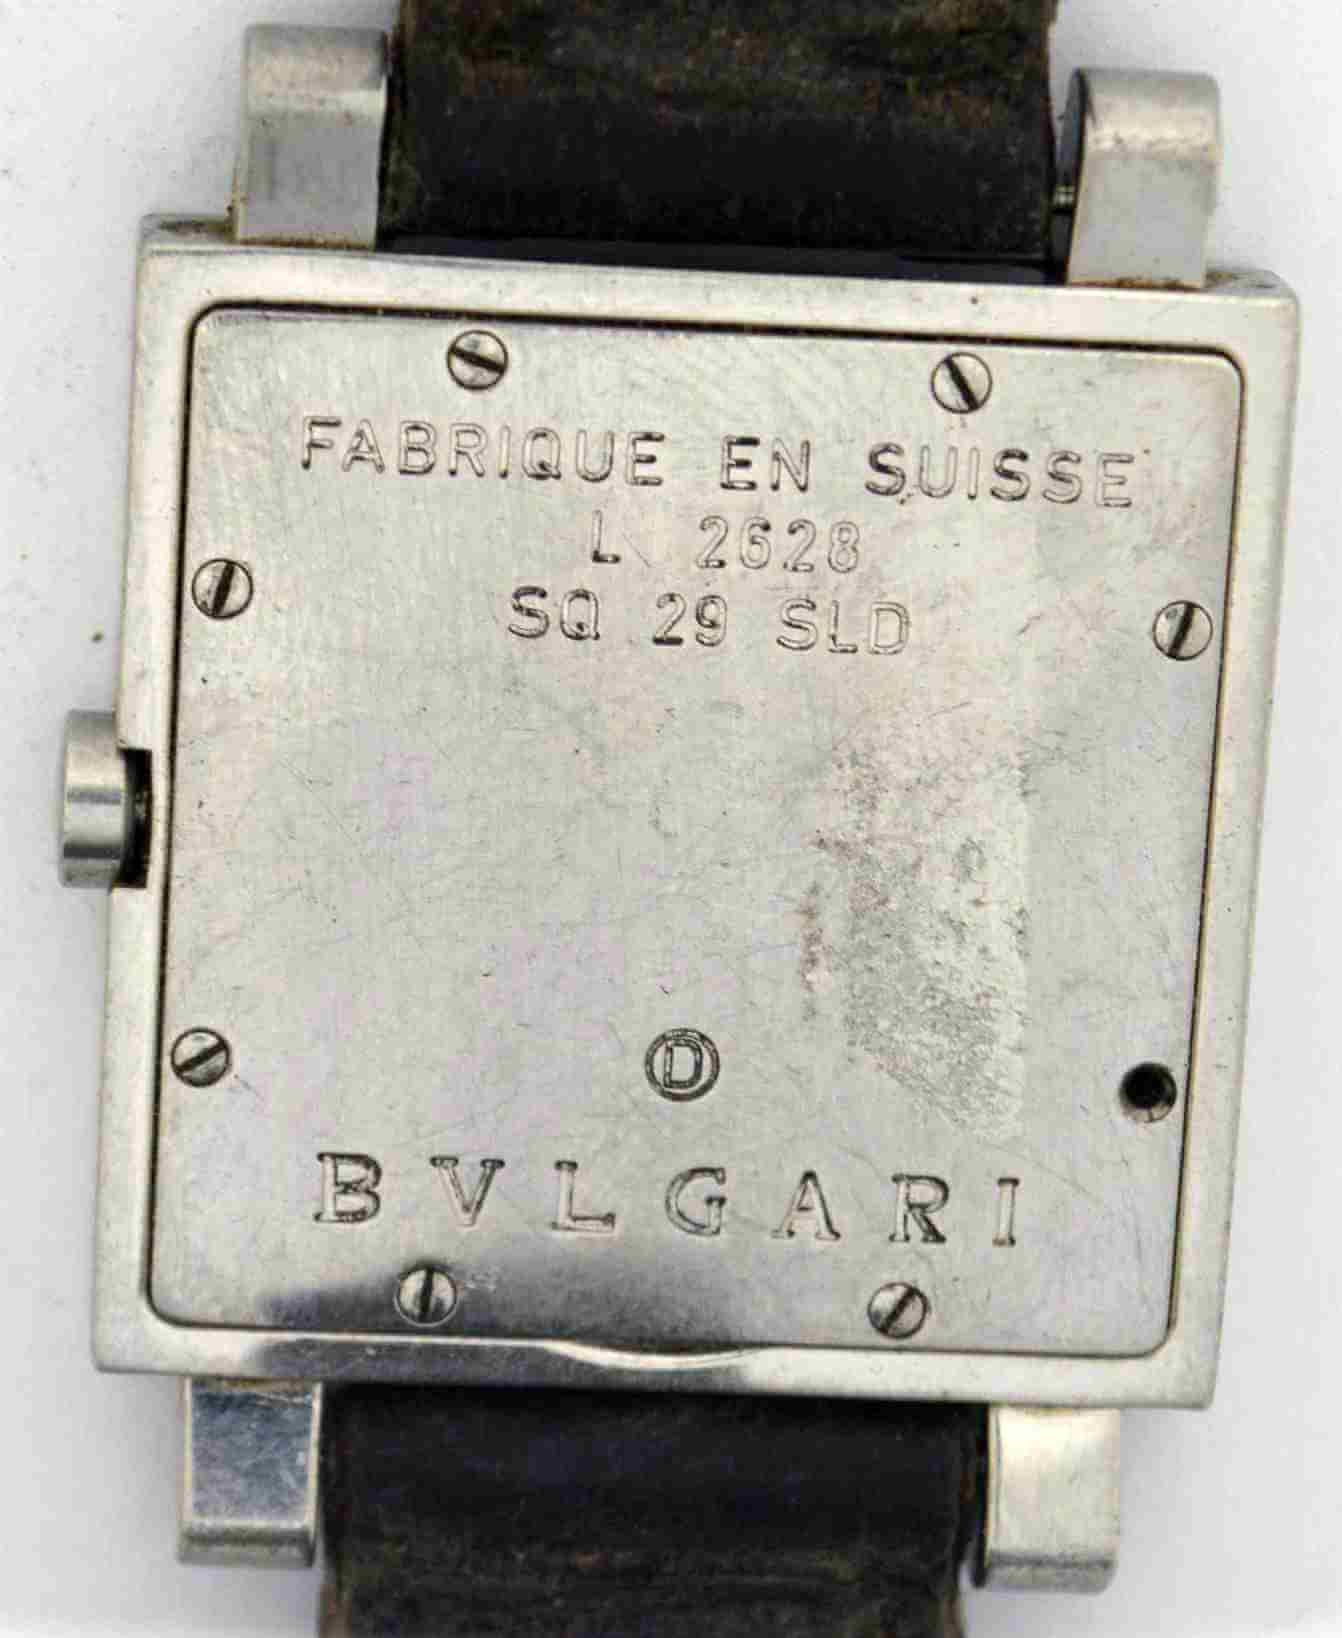 FABRIQUE EN SUISSE
L 2628
SQ 29 SLD
D
BVLGARI